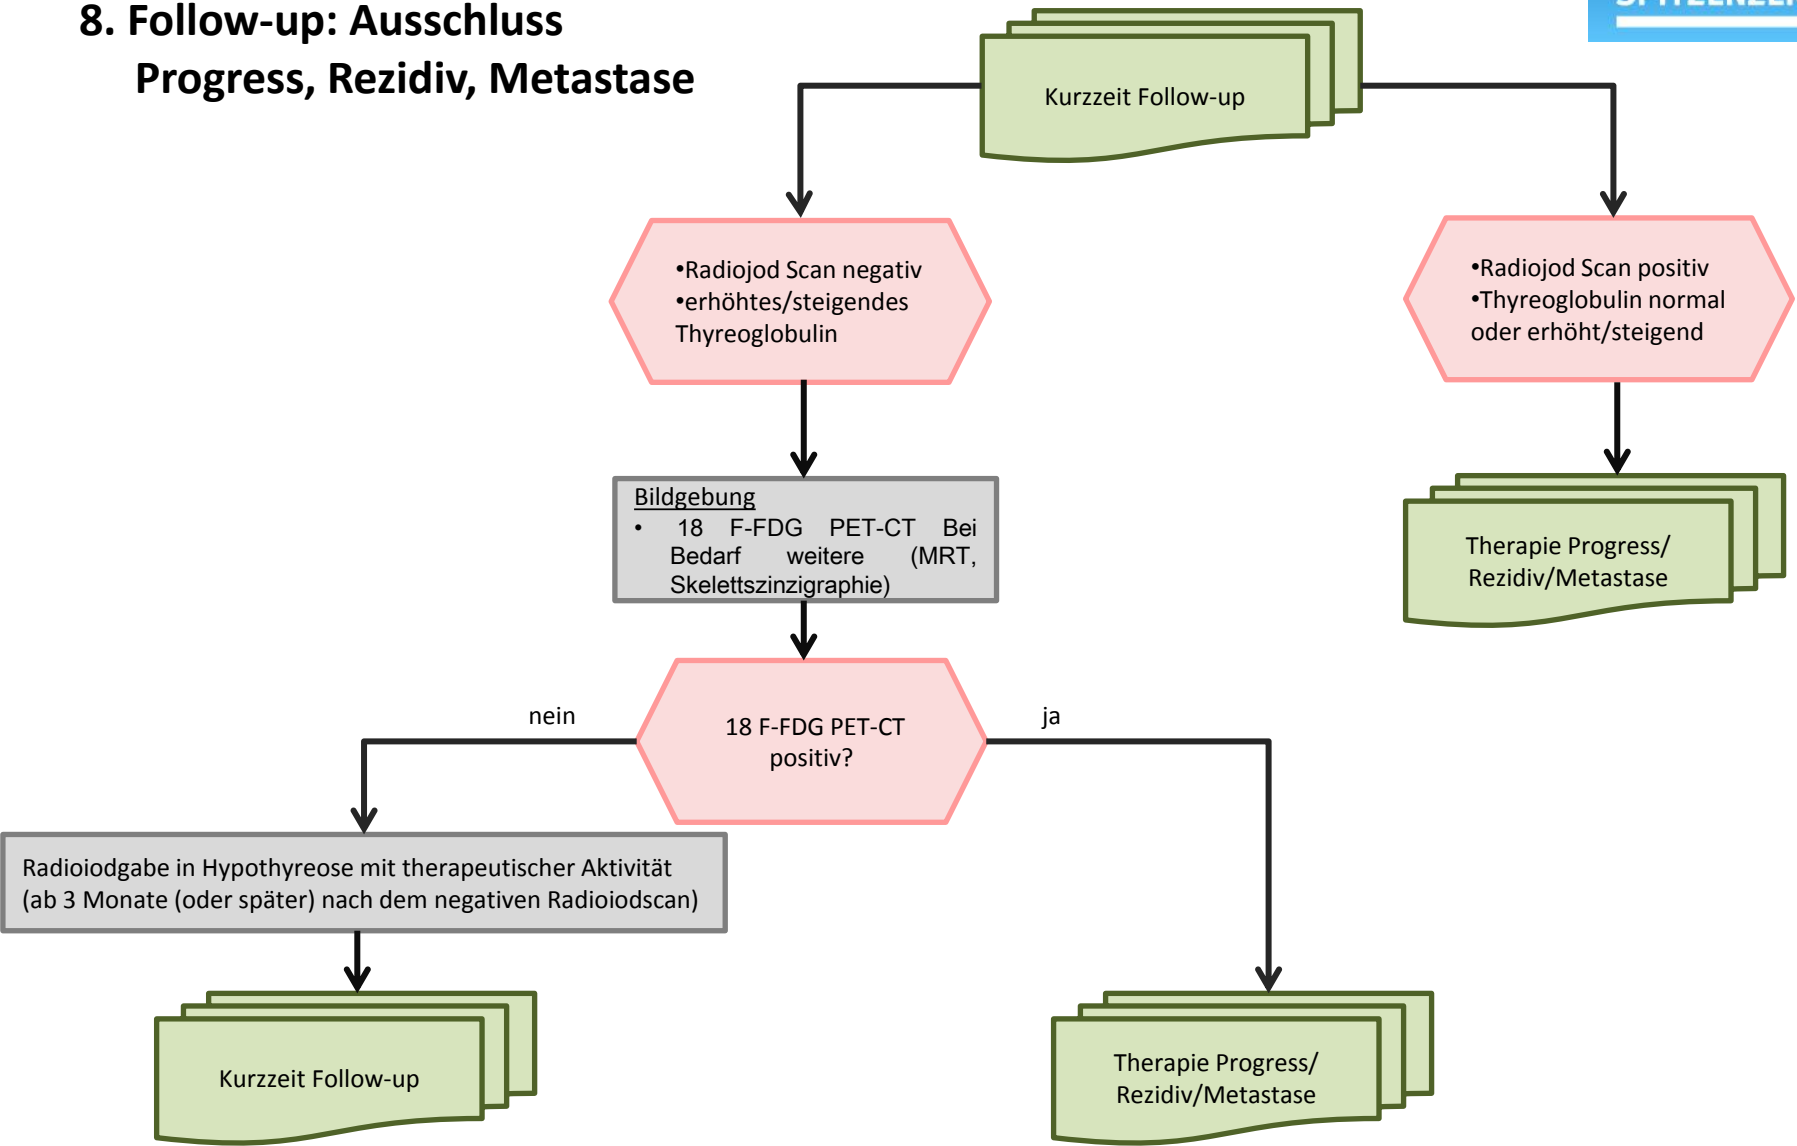 8. Follow-up: Ausschluss
Progress, Rezidiv, Metastase
Kurzzeit Follow-up
•Radiojod Scan negativ
•erhöhtes/steigendes
Thyreoglobulin
•Radiojod Scan positiv
•Thyreoglobulin normal
oder erhöht/steigend
Bildgebung
• 18 F-FDG PET-CT Bei
Bedarf weitere (MRT,
Skelettszinzigraphie)
Therapie Progress/
Rezidiv/Metastase
nein
18 F-FDG PET-CT
positiv?
ja
Radioiodgabe in Hypothyreose mit therapeutischer Aktivität
(ab 3 Monate (oder später) nach dem negativen Radioiodscan)
Kurzzeit Follow-up
Therapie Progress/
Rezidiv/Metastase